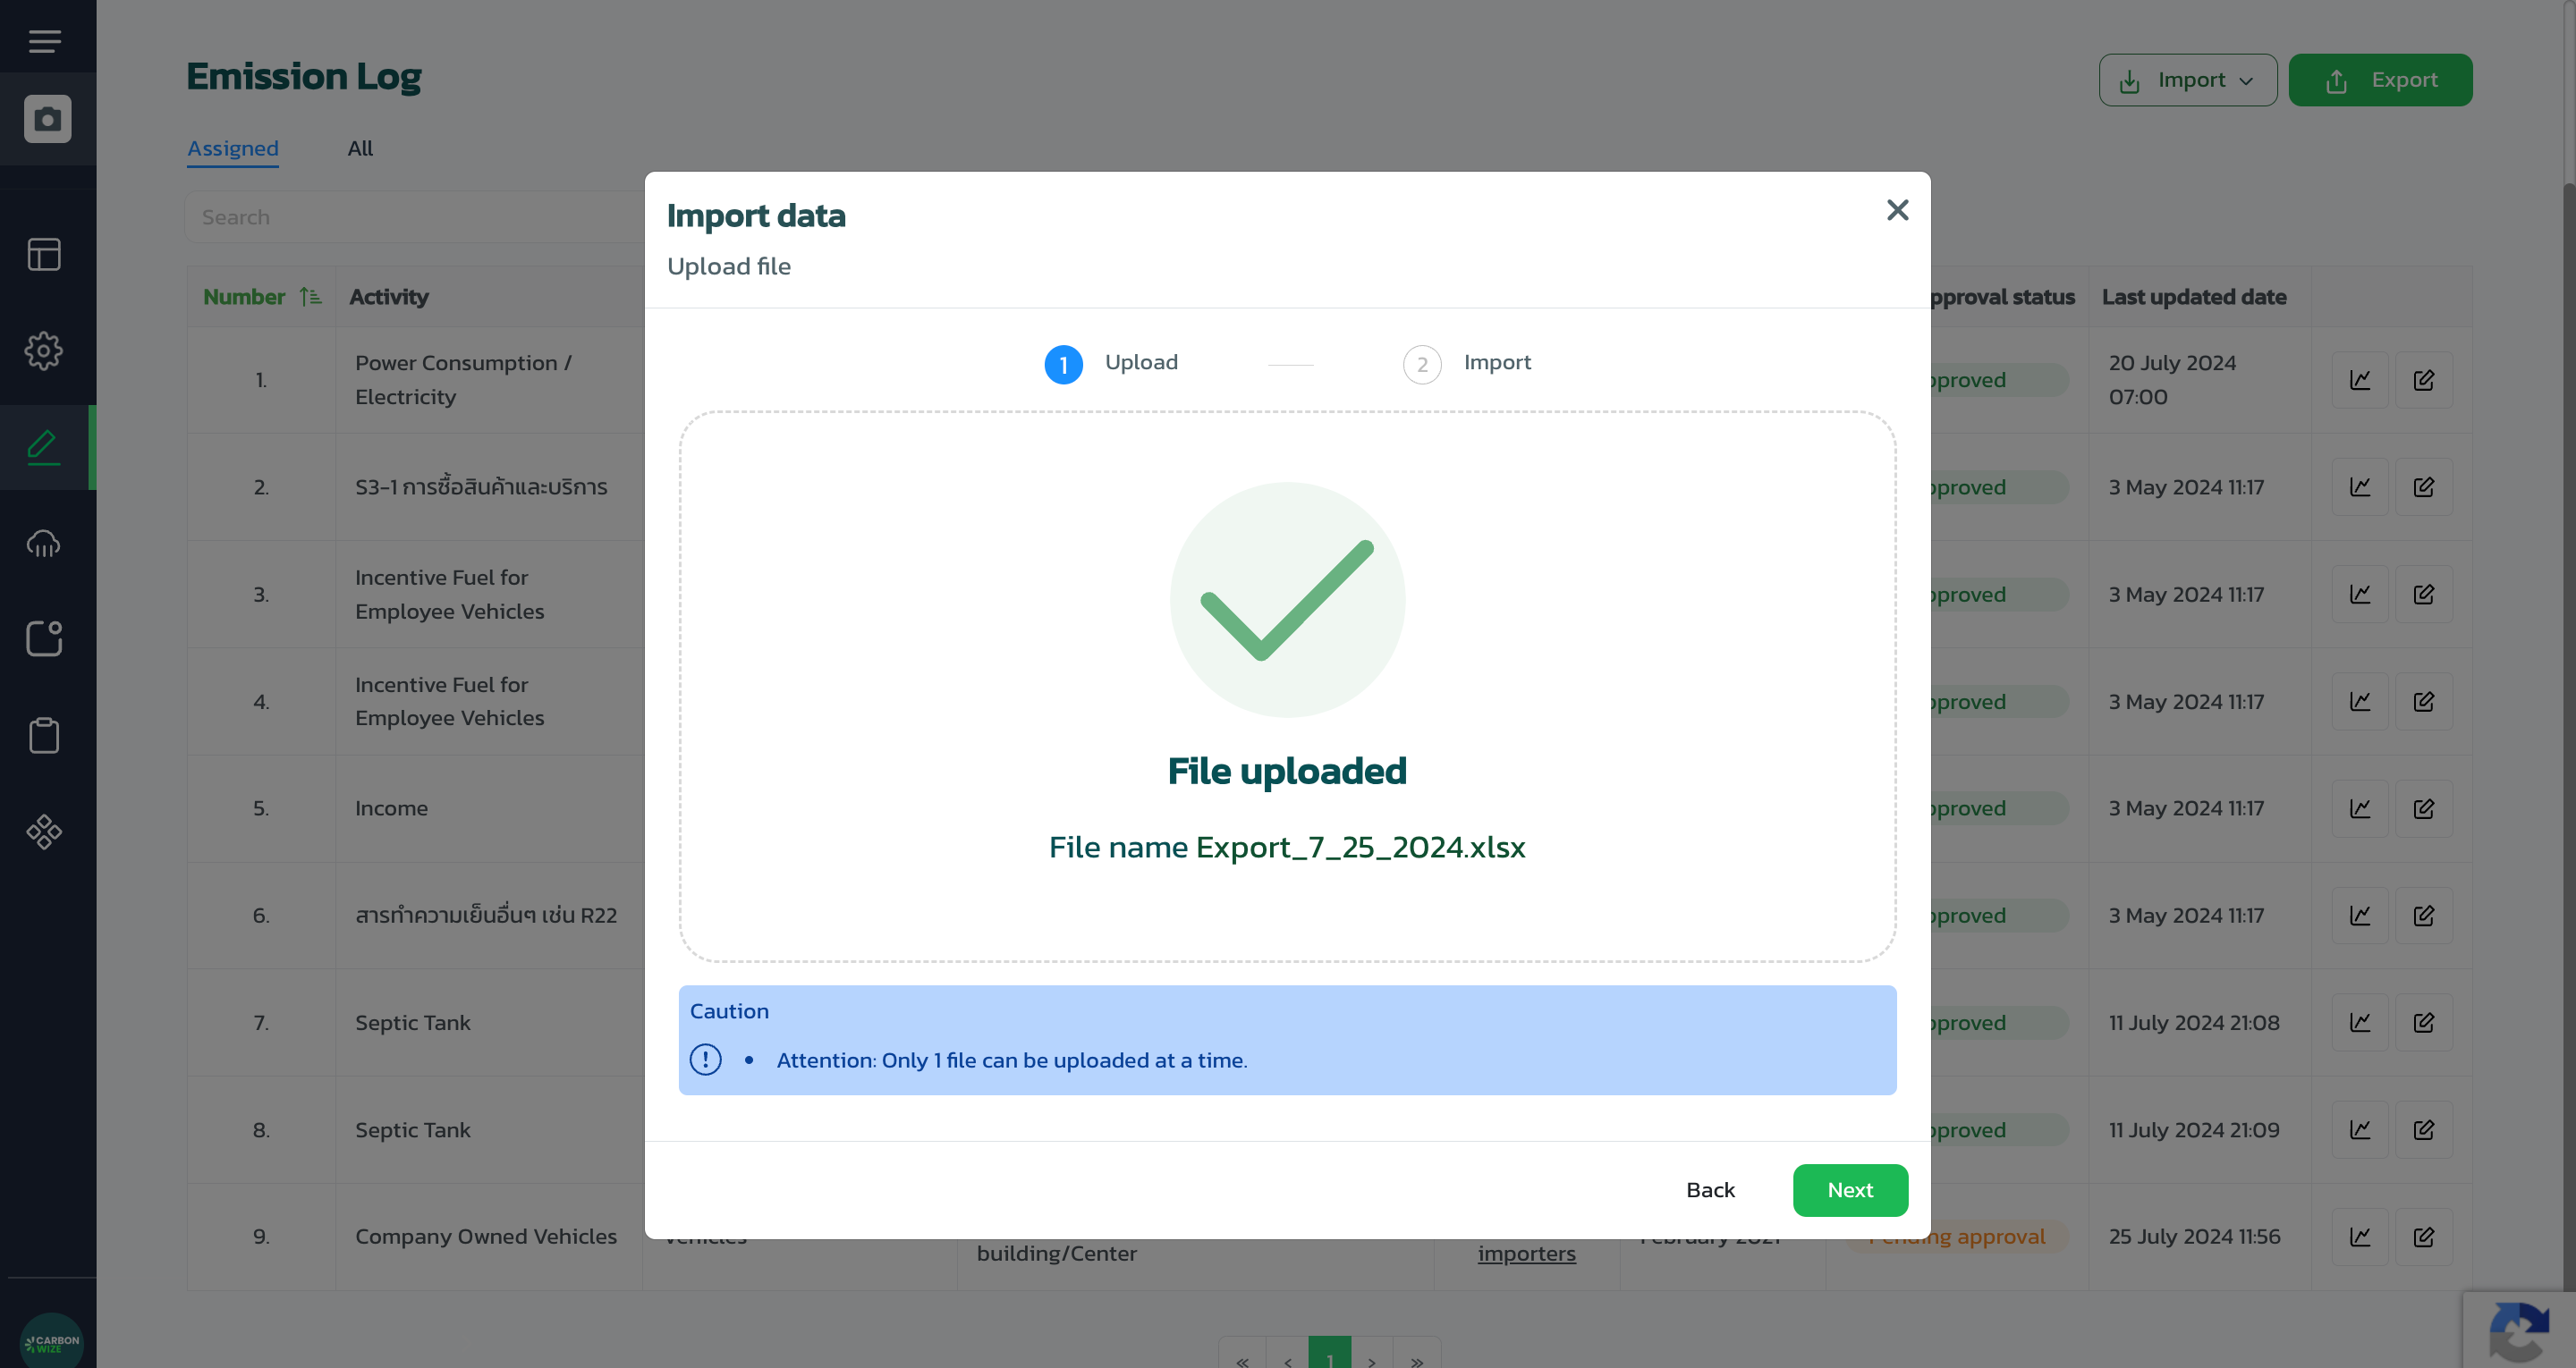 Emission Log
Import
Export
Assigned
All
Search
Import data
Upload file
Number
Activity
pproval status
Last updated date
1
Upload
2
Import
1.
Power Consumption /
Electricity
pproved
20 July 2024
07:00
2.
S3-1 การซื้อสินค้าและบริการ
pproved
3 May 2024 11:17
3.
Incentive Fuel for
Employee Vehicles
pproved
3 May 2024 11:17
4.
Incentive Fuel for
Employee Vehicles
pproved
3 May 2024 11:17
File uploaded
5.
Income
pproved
3 May 2024 11:17
File name Export_7_25_2024.xlsx
6.
สารทำความเย็นอื่นๆ เช่น R22
pproved
3 May 2024 11:17
Caution
Attention: Only 1 file can be uploaded at a time.
7.
Septic Tank
pproved
11 July 2024 21:08
8.
Septic Tank
pproved
11 July 2024 21:09
Back
Next
9.
Company Owned Vehicles
building/Center
importers
Pending approval
25 July 2024 11:56
CARBON
WIZE
« < 1 > »